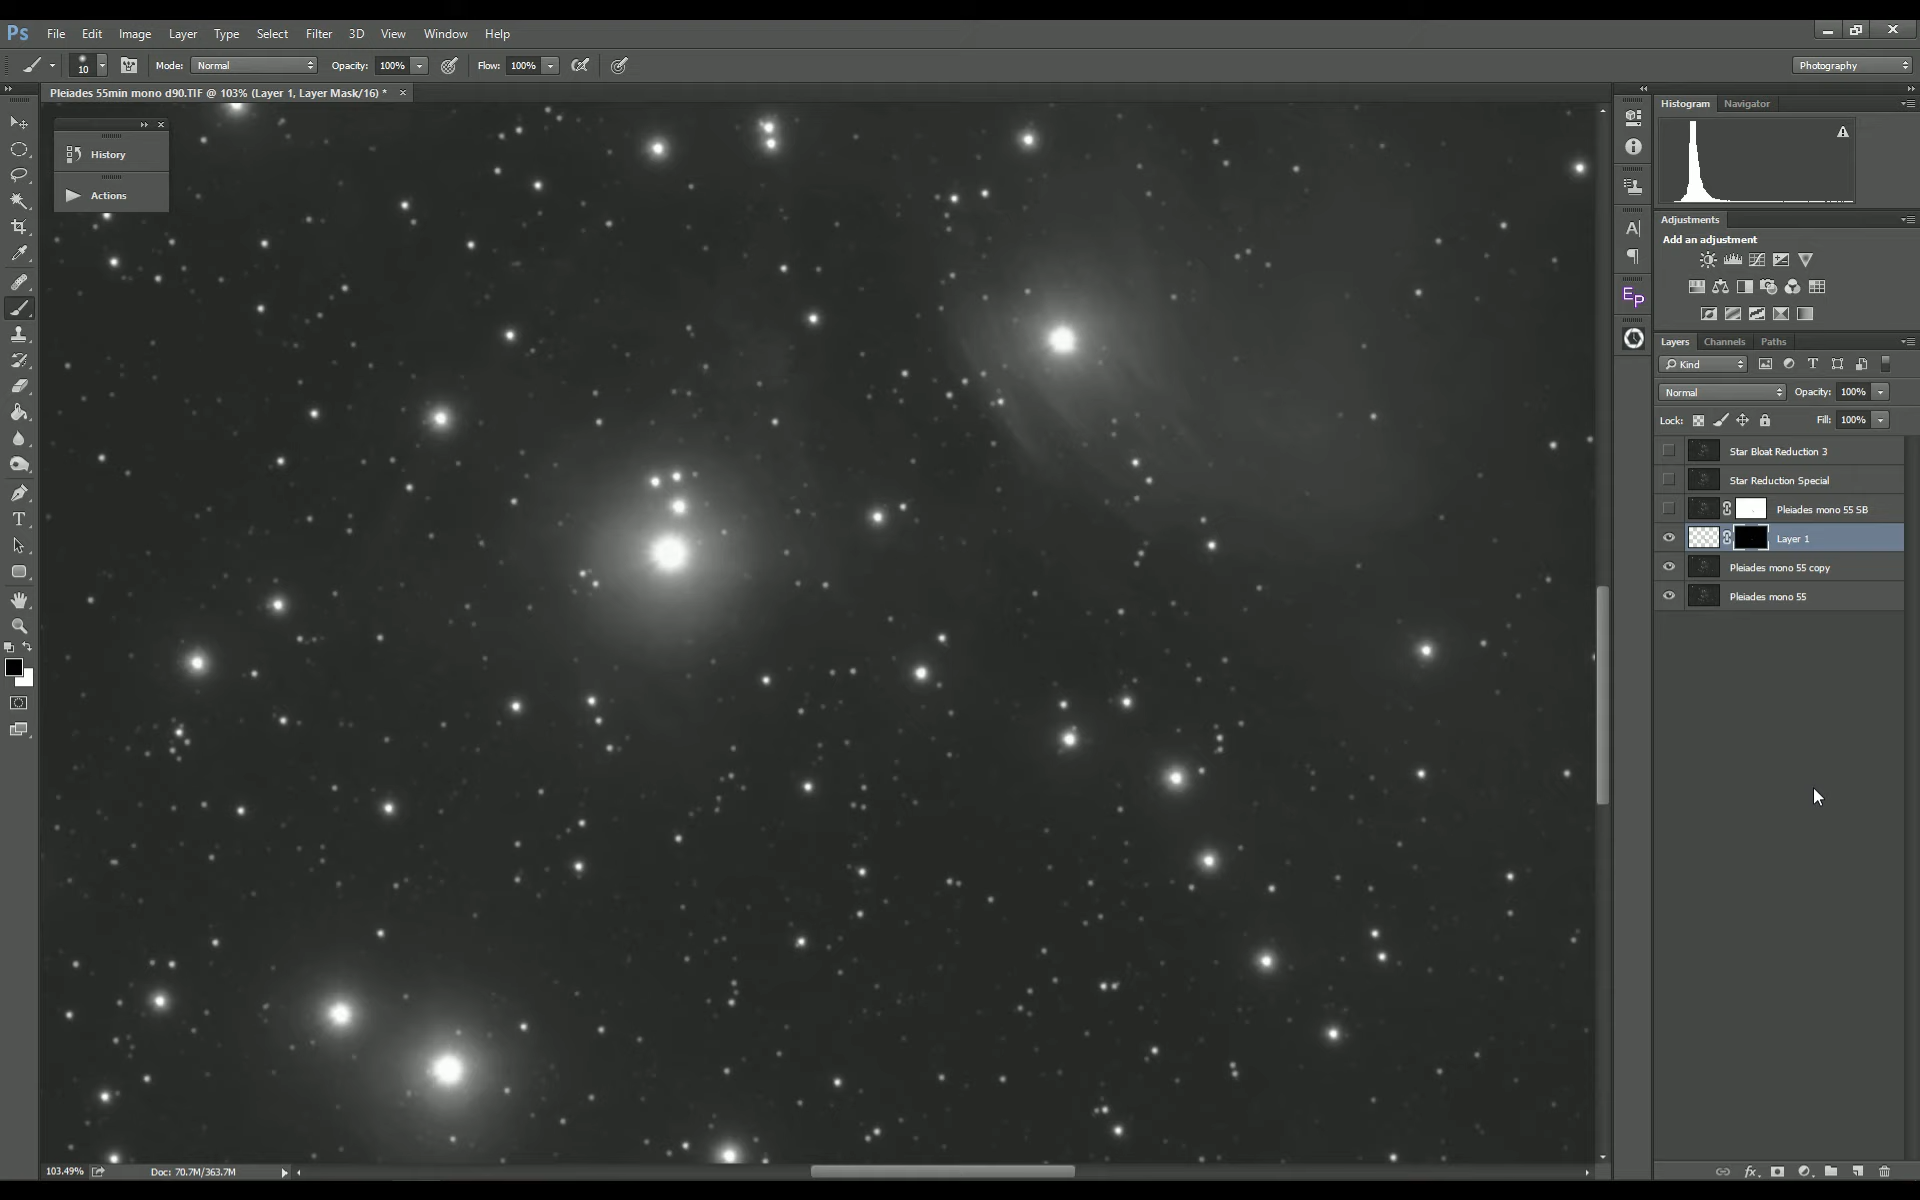 Ps File Edit Image Layer Type Select Filter 3D View Window Help
10 Mode: Normal Opacity: 100% Flow: 100% Photography
Pleiades 55min mono d90.TIF @ 103% (Layer 1, Layer Mask/16) * ×
Histogram Navigator
History
Actions
Adjustments
Add an adjustment
A
Ep
Layers Channels Paths
Kind T
Normal Opacity: 100%
Lock: Fill: 100%
Star Bloat Reduction 3
Star Reduction Special
Pleiades mono 55 SB
Layer 1
Pleiades mono 55 copy
Pleiades mono 55
T
103.49% Doc: 70.7M/363.7M
fx